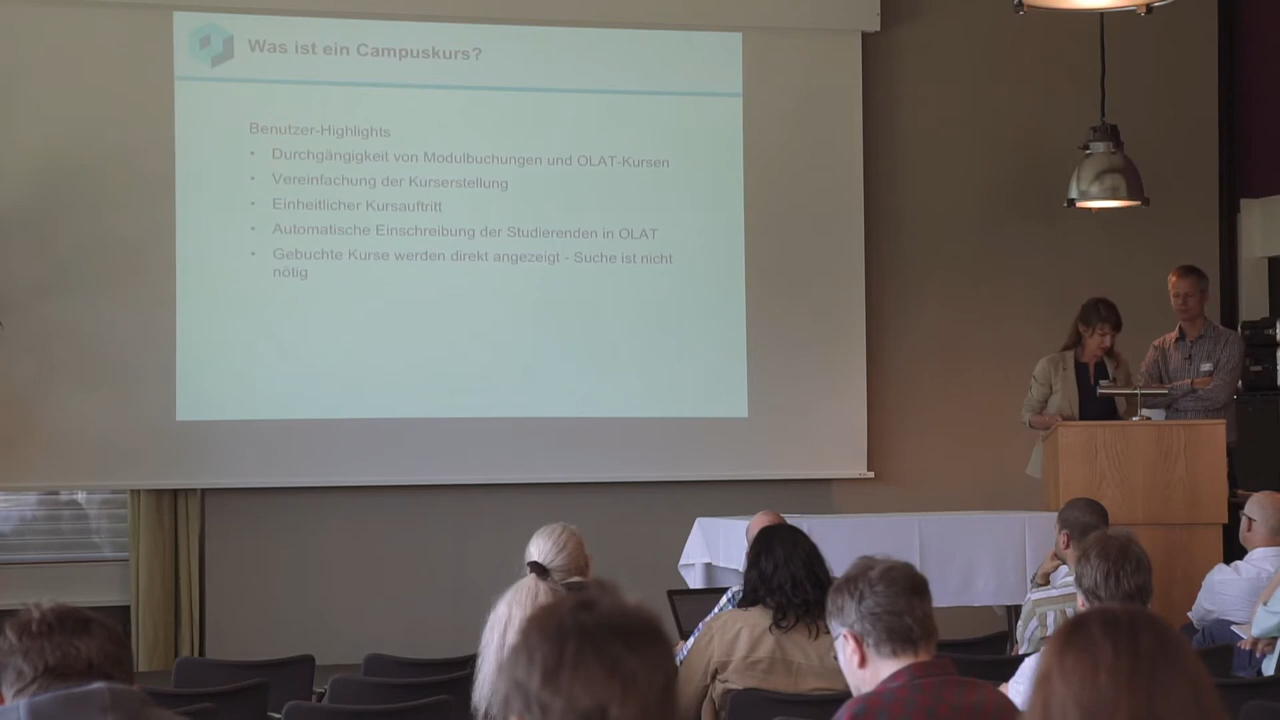 Was ist ein Campuskurs?
Benutzer-Highlights
• Durchgängigkeit von Modulbuchungen und OLAT-Kursen
• Vereinfachung der Kurserstellung
• Einheitlicher Kursauftritt
• Automatische Einschreibung der Studierenden in OLAT
• Gebuchte Kurse werden direkt angezeigt - Suche ist nicht
nötig